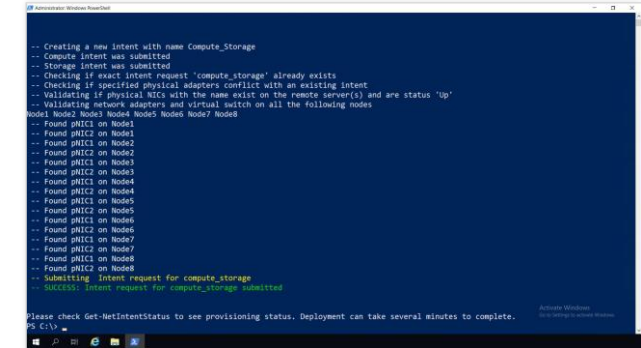 Administrator: Windows PowerShell
-- Creating a new intent with name Compute_Storage
-- Compute intent was submitted
-- Storage intent was submitted
-- Checking if exact intent request 'compute_storage' already exists
-- Checking if specified physical adapters conflict with an existing intent
-- Validating if physical NICs with the name exist on the remote server(s) and are status 'Up'
-- Validating network adapters and virtual switch on all the following nodes
Node1 Node2 Node3 Node4 Node5 Node6 Node7 Node8
-- Found pNIC1 on Node1
-- Found pNIC2 on Node1
-- Found pNIC1 on Node2
-- Found pNIC2 on Node2
-- Found pNIC1 on Node3
-- Found pNIC2 on Node3
-- Found pNIC1 on Node4
-- Found pNIC2 on Node4
-- Found pNIC1 on Node5
-- Found pNIC2 on Node5
-- Found pNIC1 on Node6
-- Found pNIC2 on Node6
-- Found pNIC1 on Node7
-- Found pNIC2 on Node7
-- Found pNIC1 on Node8
-- Found pNIC2 on Node8
-- Submitting Intent request for compute_storage
-- SUCCESS: Intent request for compute_storage submitted
Please check Get-NetIntentStatus to see provisioning status. Deployment can take several minutes to complete.
PS C:\>
Activate Windows
Go to Settings to activate Windows.